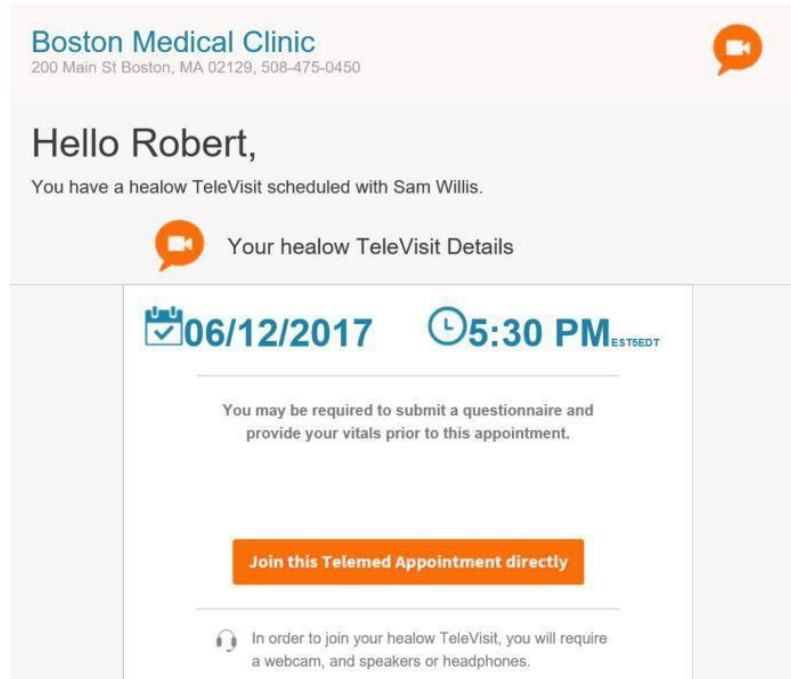 Boston Medical Clinic
200 Main St Boston, MA 02129, 508-475-0450
Hello Robert,
You have a healow TeleVisit scheduled with Sam Willis.
Your healow TeleVisit Details
06/12/2017 5:30 PM EST5EDT
You may be required to submit a questionnaire and
provide your vitals prior to this appointment.
Join this Telemed Appointment directly
In order to join your healow TeleVisit, you will require
a webcam, and speakers or headphones.